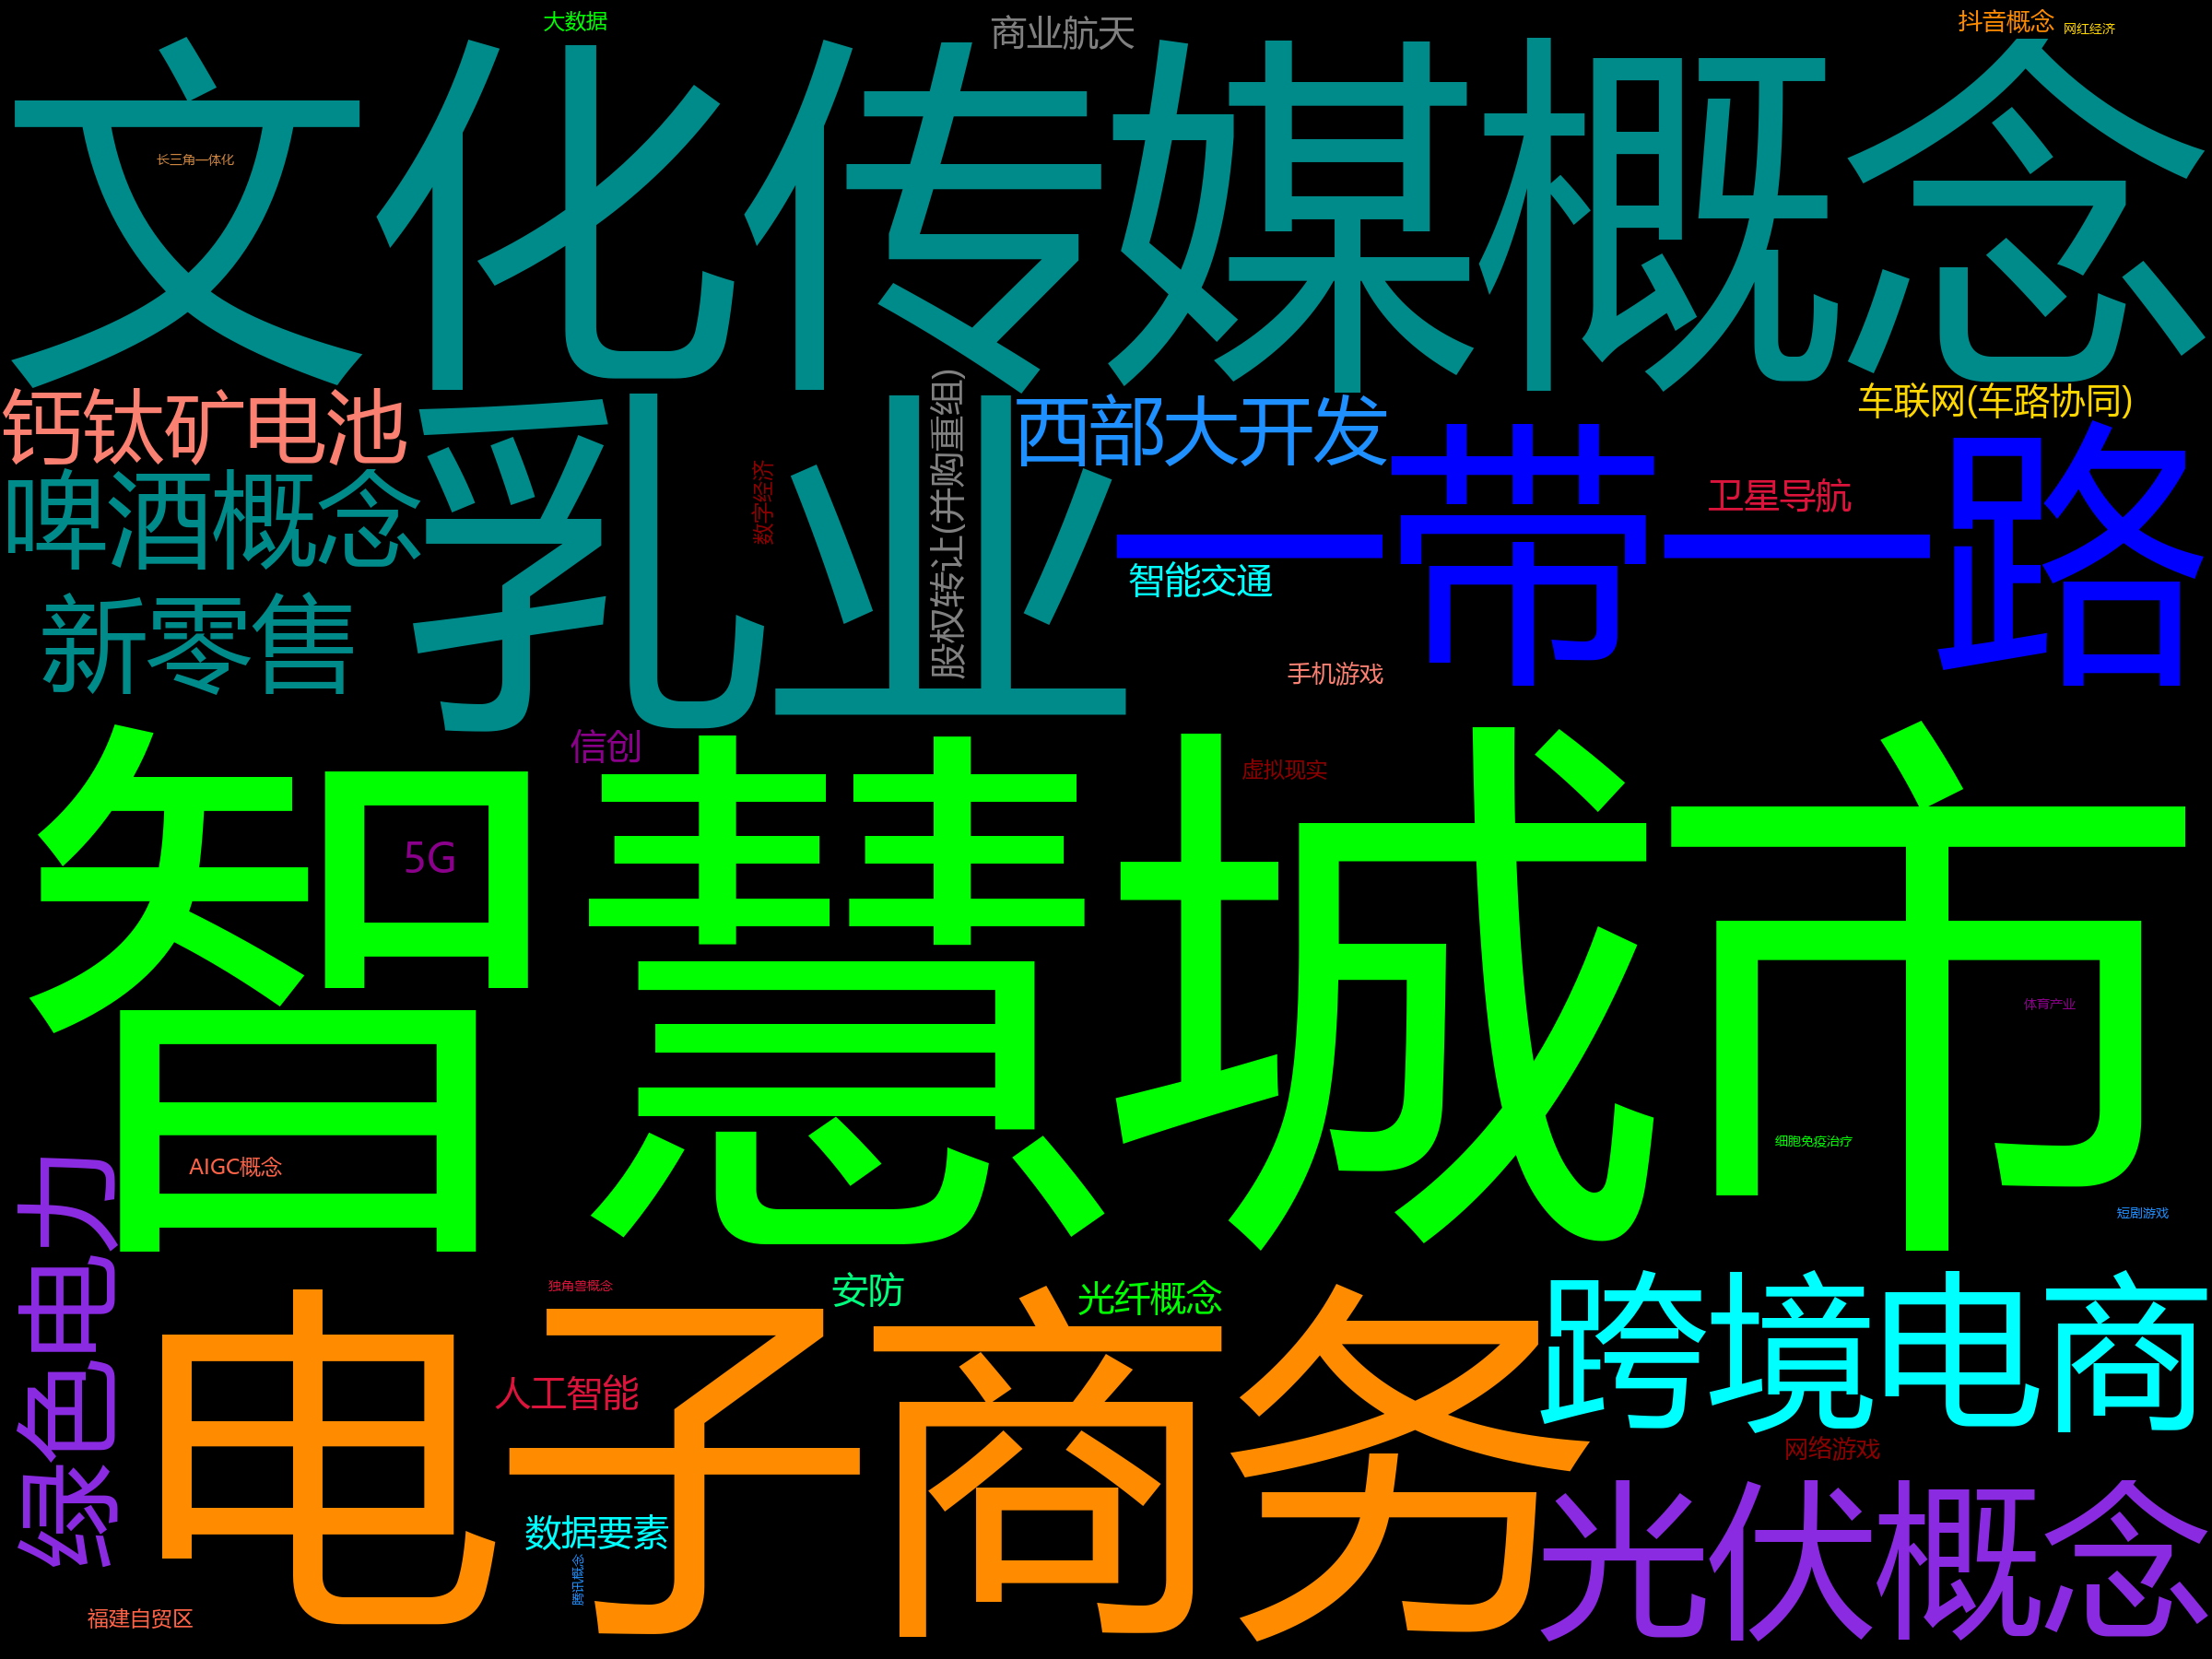 大数据
商业航天
抖音概念
网红经济
文化传媒概念
长三角一体化
钙钛矿电池
西部大开发
车联网(车路协同)
啤酒概念
乳业
数字经济
股权转让(并购重组)
一带一路
卫星导航
智能交通
新零售
手机游戏
信创
虚拟现实
智慧城市
5G
体育产业
细胞免疫治疗
AIGC概念
短剧游戏
绿色电力
独角兽概念
安防
光纤概念
跨境电商
电子商务
人工智能
网络游戏
数据要素
光伏概念
腾讯概念
福建自贸区